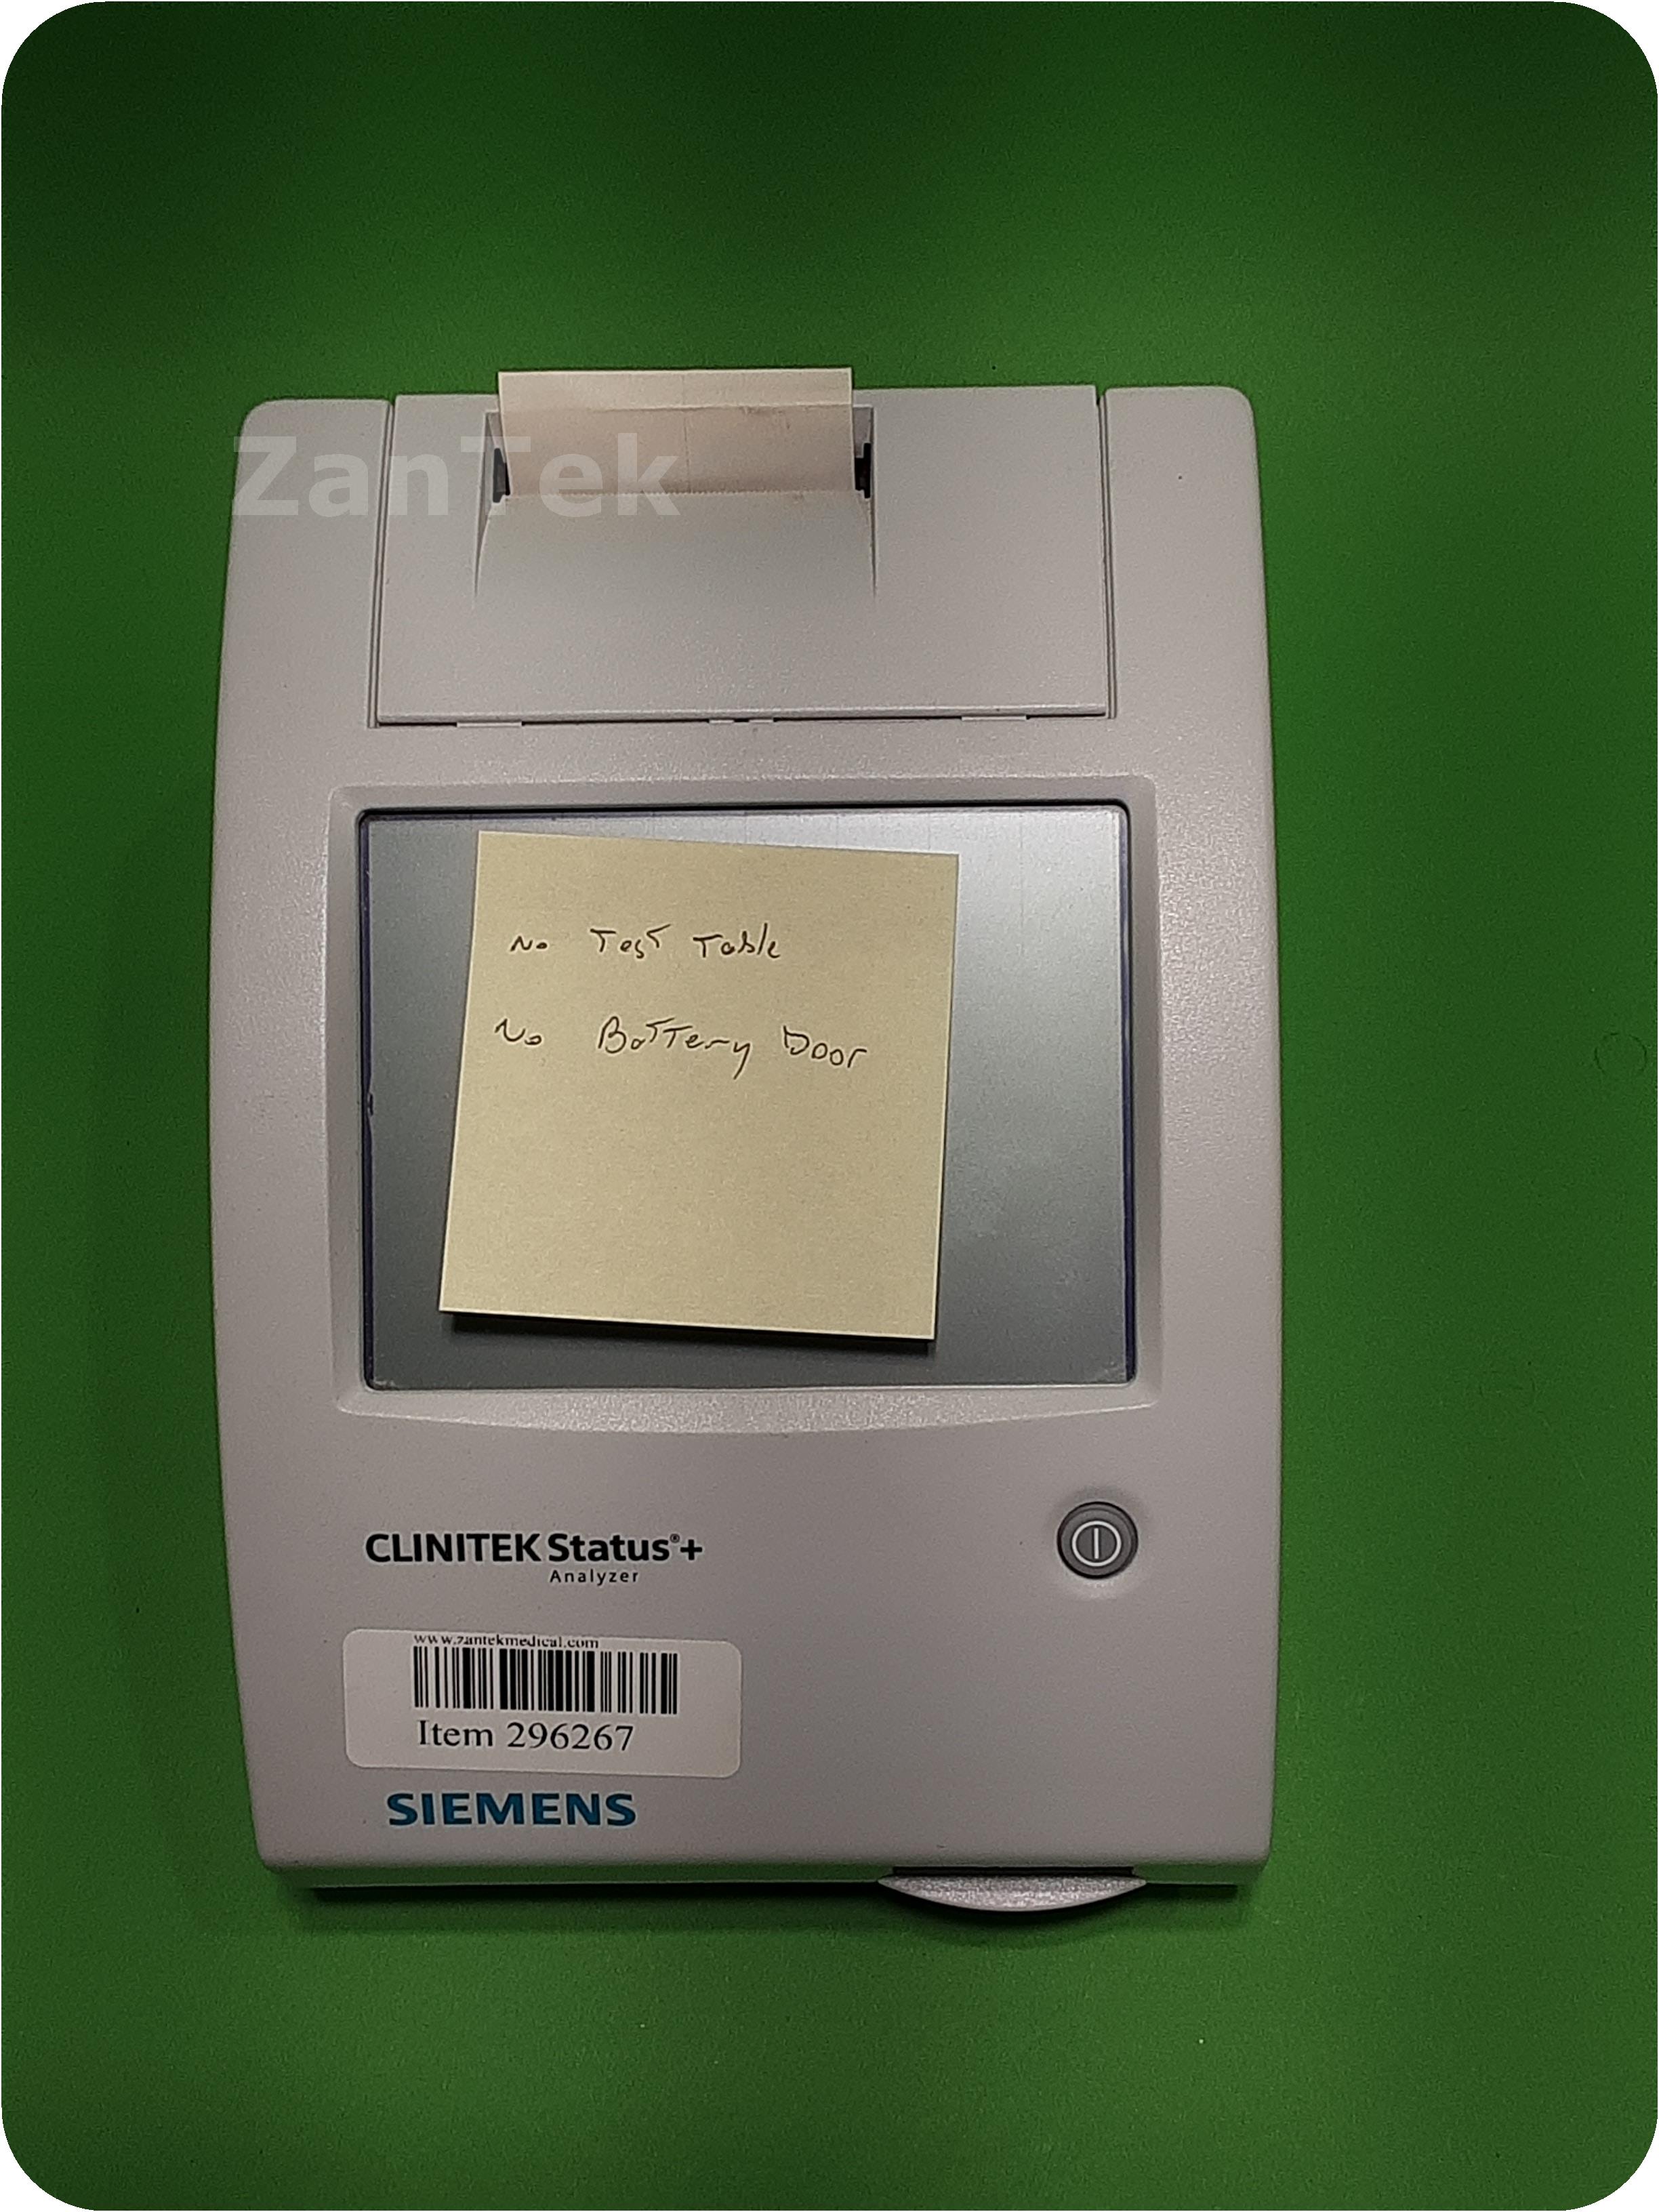 ZanTek
No Test Table
No Battery Door
CLINITEK Status®+
Analyzer
www.zantekmedical.com
Item 296267
SIEMENS